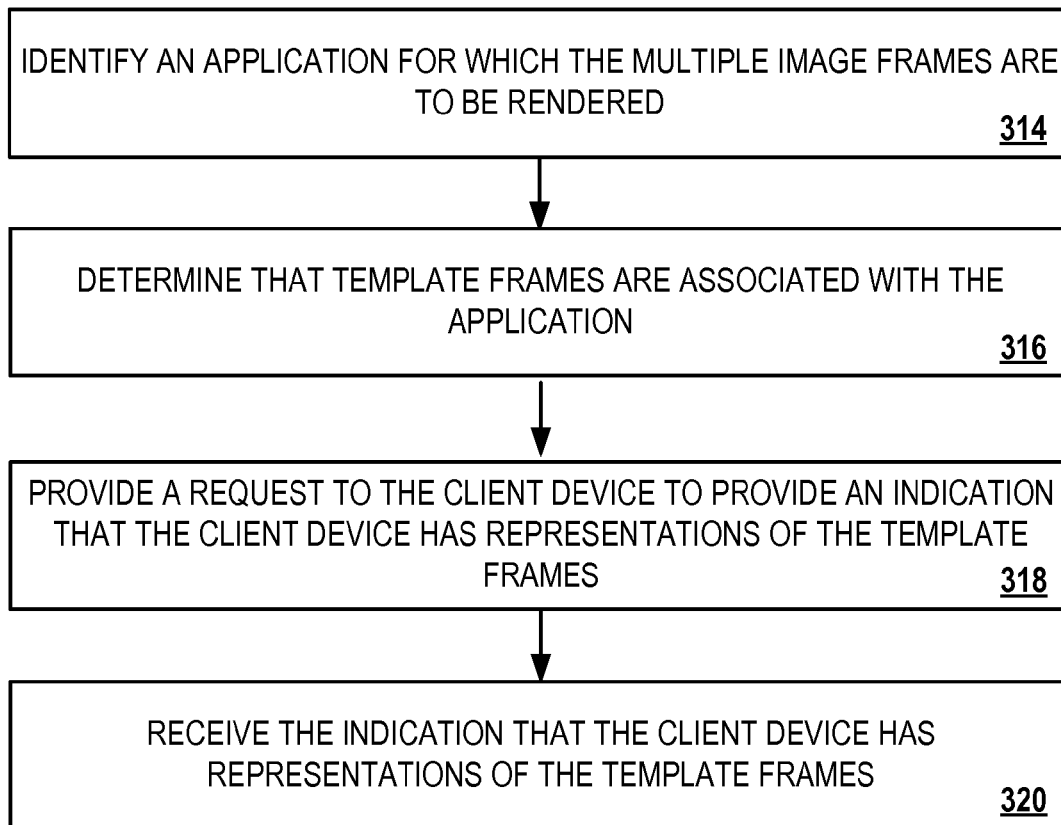 IDENTIFY AN APPLICATION FOR WHICH THE MULTIPLE IMAGE FRAMES ARE
TO BE RENDERED
314
DETERMINE THAT TEMPLATE FRAMES ARE ASSOCIATED WITH THE
APPLICATION
316
PROVIDE A REQUEST TO THE CLIENT DEVICE TO PROVIDE AN INDICATION
THAT THE CLIENT DEVICE HAS REPRESENTATIONS OF THE TEMPLATE
FRAMES
318
RECEIVE THE INDICATION THAT THE CLIENT DEVICE HAS
REPRESENTATIONS OF THE TEMPLATE FRAMES
320